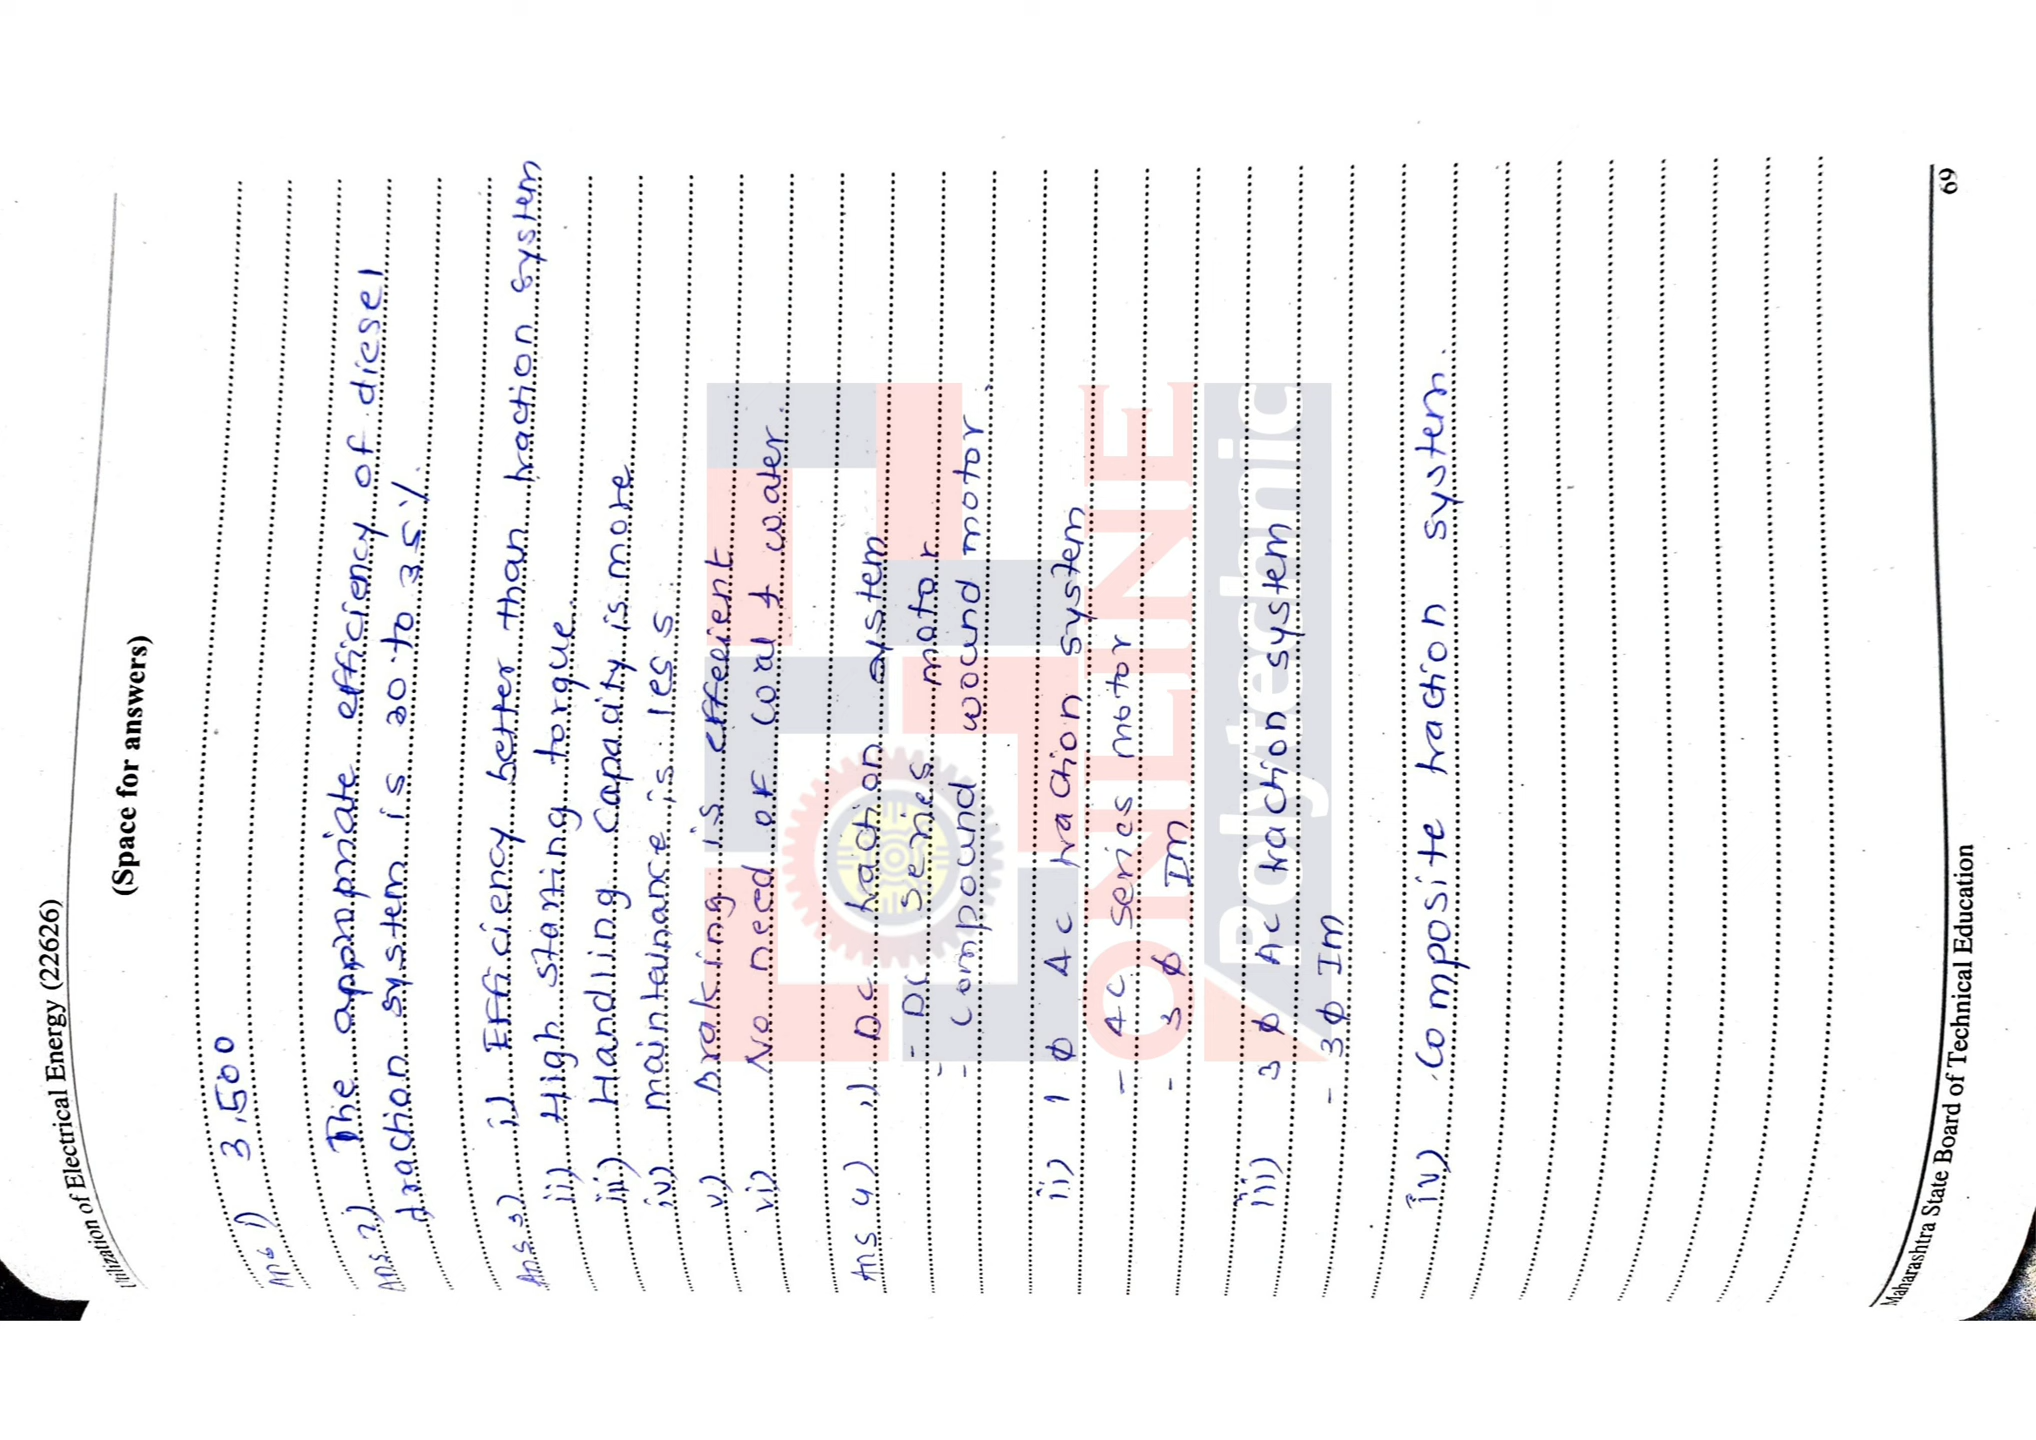 Utilization of Electrical Energy (22626)
(Space for answers)
Ans 1) 3,500
Ans.2) The appropriate efficiency of diesel
traction system is 30 to 35 %.
Ans.3) i) Efficiency better than traction system
ii) High starting torque
iii) Handling Capacity is more
iv) maintainance is less
v) Braking is efficient
vi) No need of coal & water.
Ans 4) i) DC traction system
- DC series motor
- Compound wound motor.
ii) 1 ϕ AC traction system
- AC series motor
- 3 ϕ IM
iii) 3 ϕ AC traction system
- 3ϕ Im
iv) Composite traction system.
Maharashtra State Board of Technical Education 69
ONLINE
Polytechnic